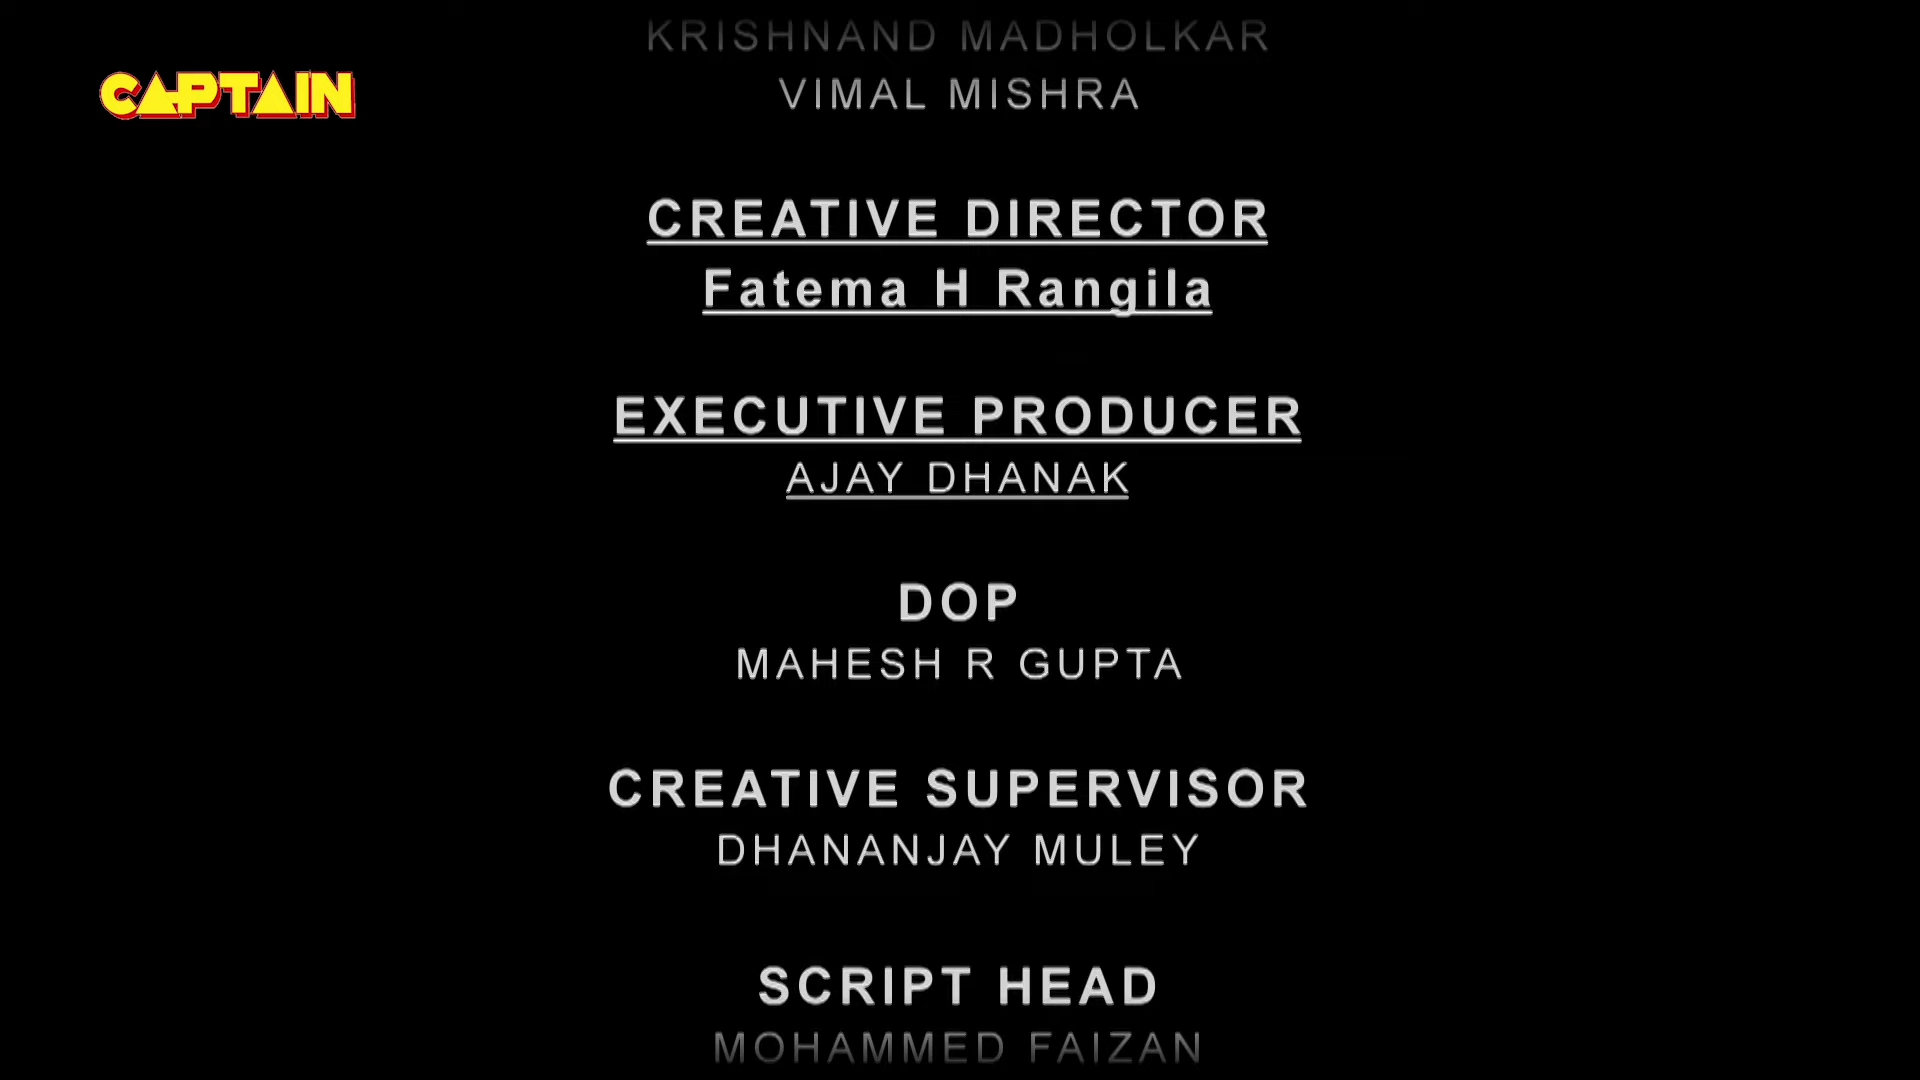 KRISHNAND MADHOLKAR
CAPTAIN
VIMAL MISHRA
CREATIVE DIRECTOR
Fatema H Rangila
EXECUTIVE PRODUCER
AJAY DHANAK
DOP
MAHESH R GUPTA
CREATIVE SUPERVISOR
DHANANJAY MULEY
SCRIPT HEAD
MOHAMMED FAIZAN